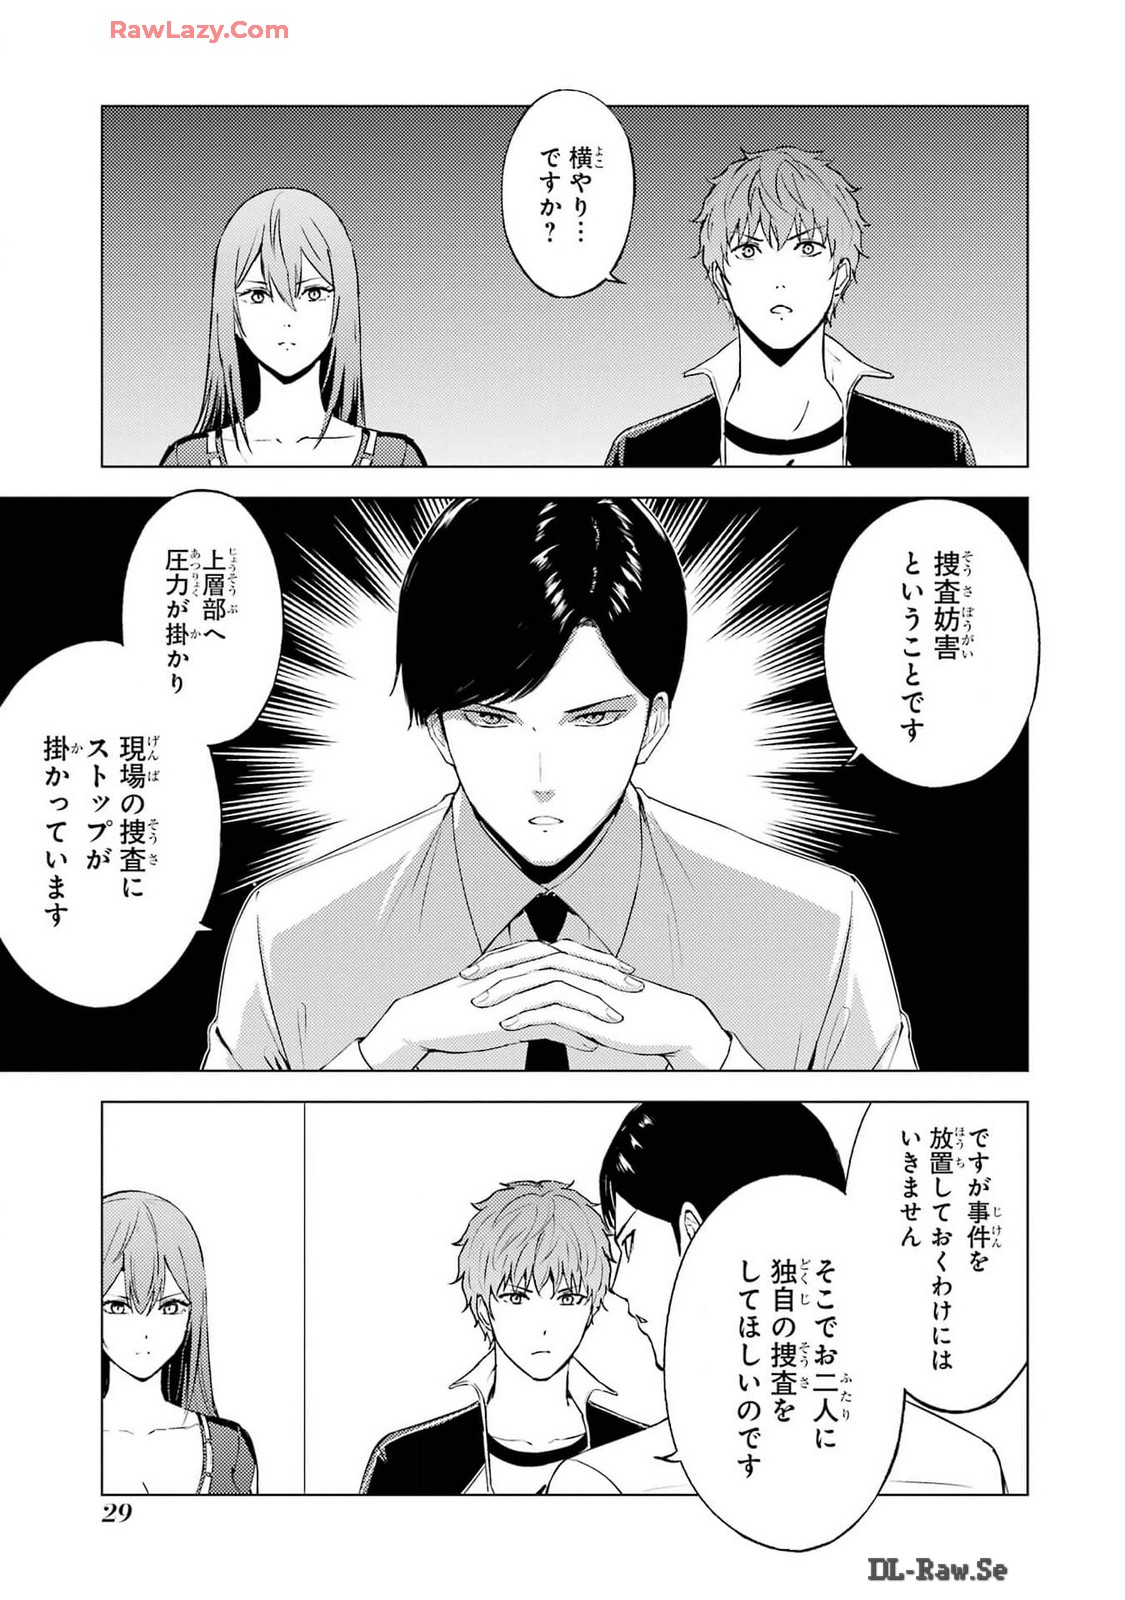 RawLazy.Com
横やり…
ですか?
捜査妨害
ということです
上層部へ
圧力が掛かり
現場の捜査に
ストップが
掛かっています
ですが事件を
放置しておくわけには
いきません
そこでお二人に
独自の捜査を
してほしいのです
29
DL-Raw.Se